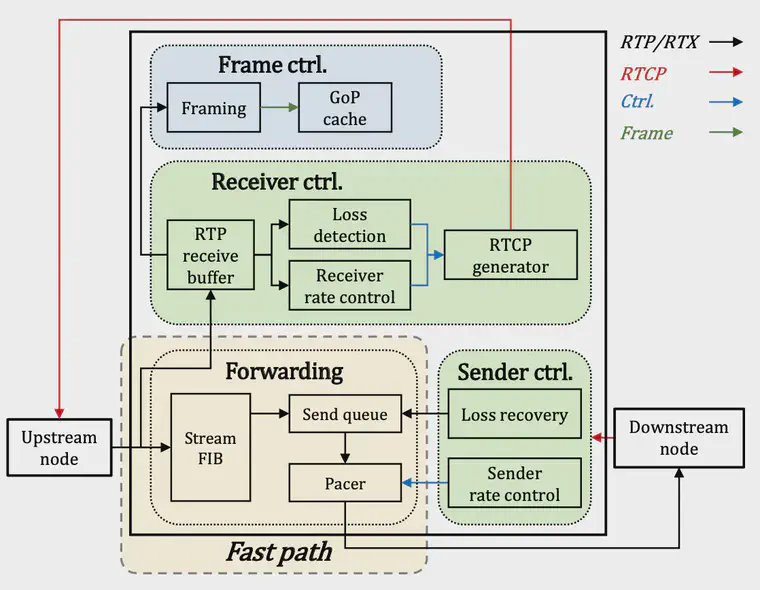 Frame ctrl.
Framing
GoP
cache
RTP/RTX
RTCP
Ctrl.
Frame
Receiver ctrl.
RTP
receive
buffer
Loss
detection
Receiver
rate control
RTCP
generator
Forwarding
Stream
FIB
Send queue
Pacer
Fast path
Sender ctrl.
Loss recovery
Sender
rate control
Upstream
node
Downstream
node